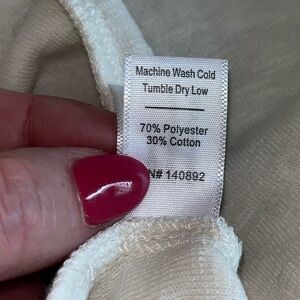 Machine Wash Cold
Tumble Dry Low
70% Polyester
30% Cotton
N# 140892